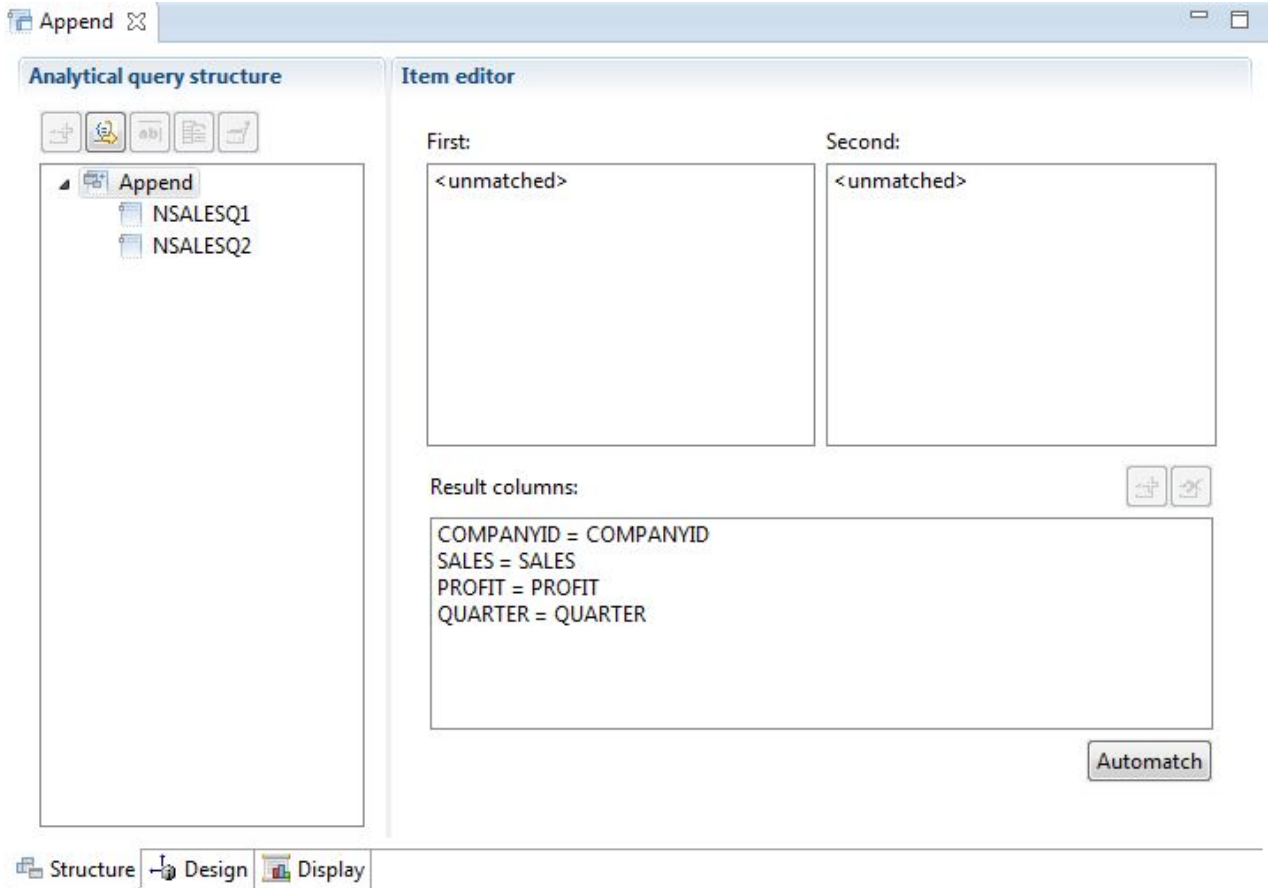 Append
Analytical query structure
Item editor
ab|
First:
Second:
Append
NSALESQ1
NSALESQ2
<unmatched>
<unmatched>
Result columns:
COMPANYID = COMPANYID
SALES = SALES
PROFIT = PROFIT
QUARTER = QUARTER
Automatch
Structure
Design
Display